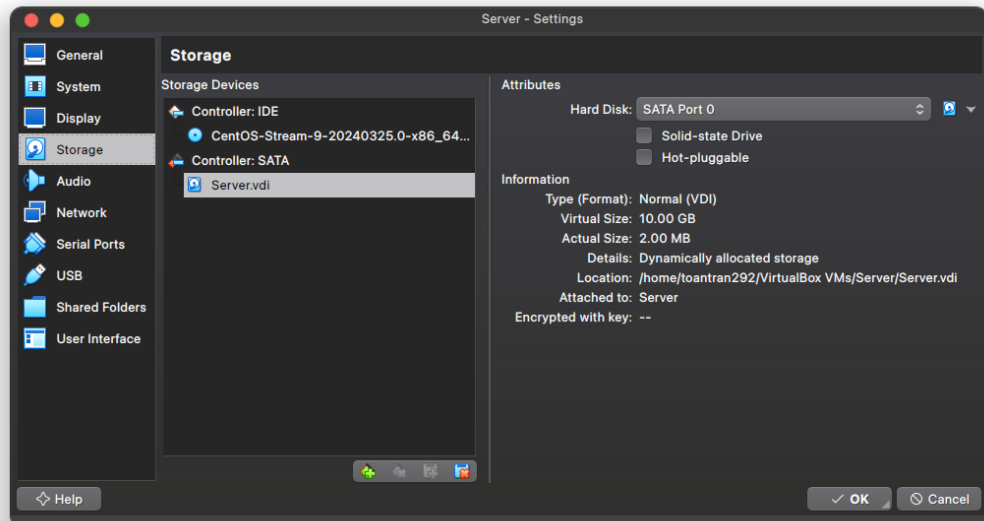 Server - Settings
General
System
Display
Storage
Audio
Network
Serial Ports
USB
Shared Folders
User Interface
Storage
Storage Devices
Controller: IDE
CentOS-Stream-9-20240325.0-x86_64...
Controller: SATA
Server.vdi
Attributes
Hard Disk: SATA Port 0
Solid-state Drive
Hot-pluggable
Information
Type (Format): Normal (VDI)
Virtual Size: 10.00 GB
Actual Size: 2.00 MB
Details: Dynamically allocated storage
Location: /home/toantran292/VirtualBox VMs/Server/Server.vdi
Attached to: Server
Encrypted with key: --
Help
OK
Cancel